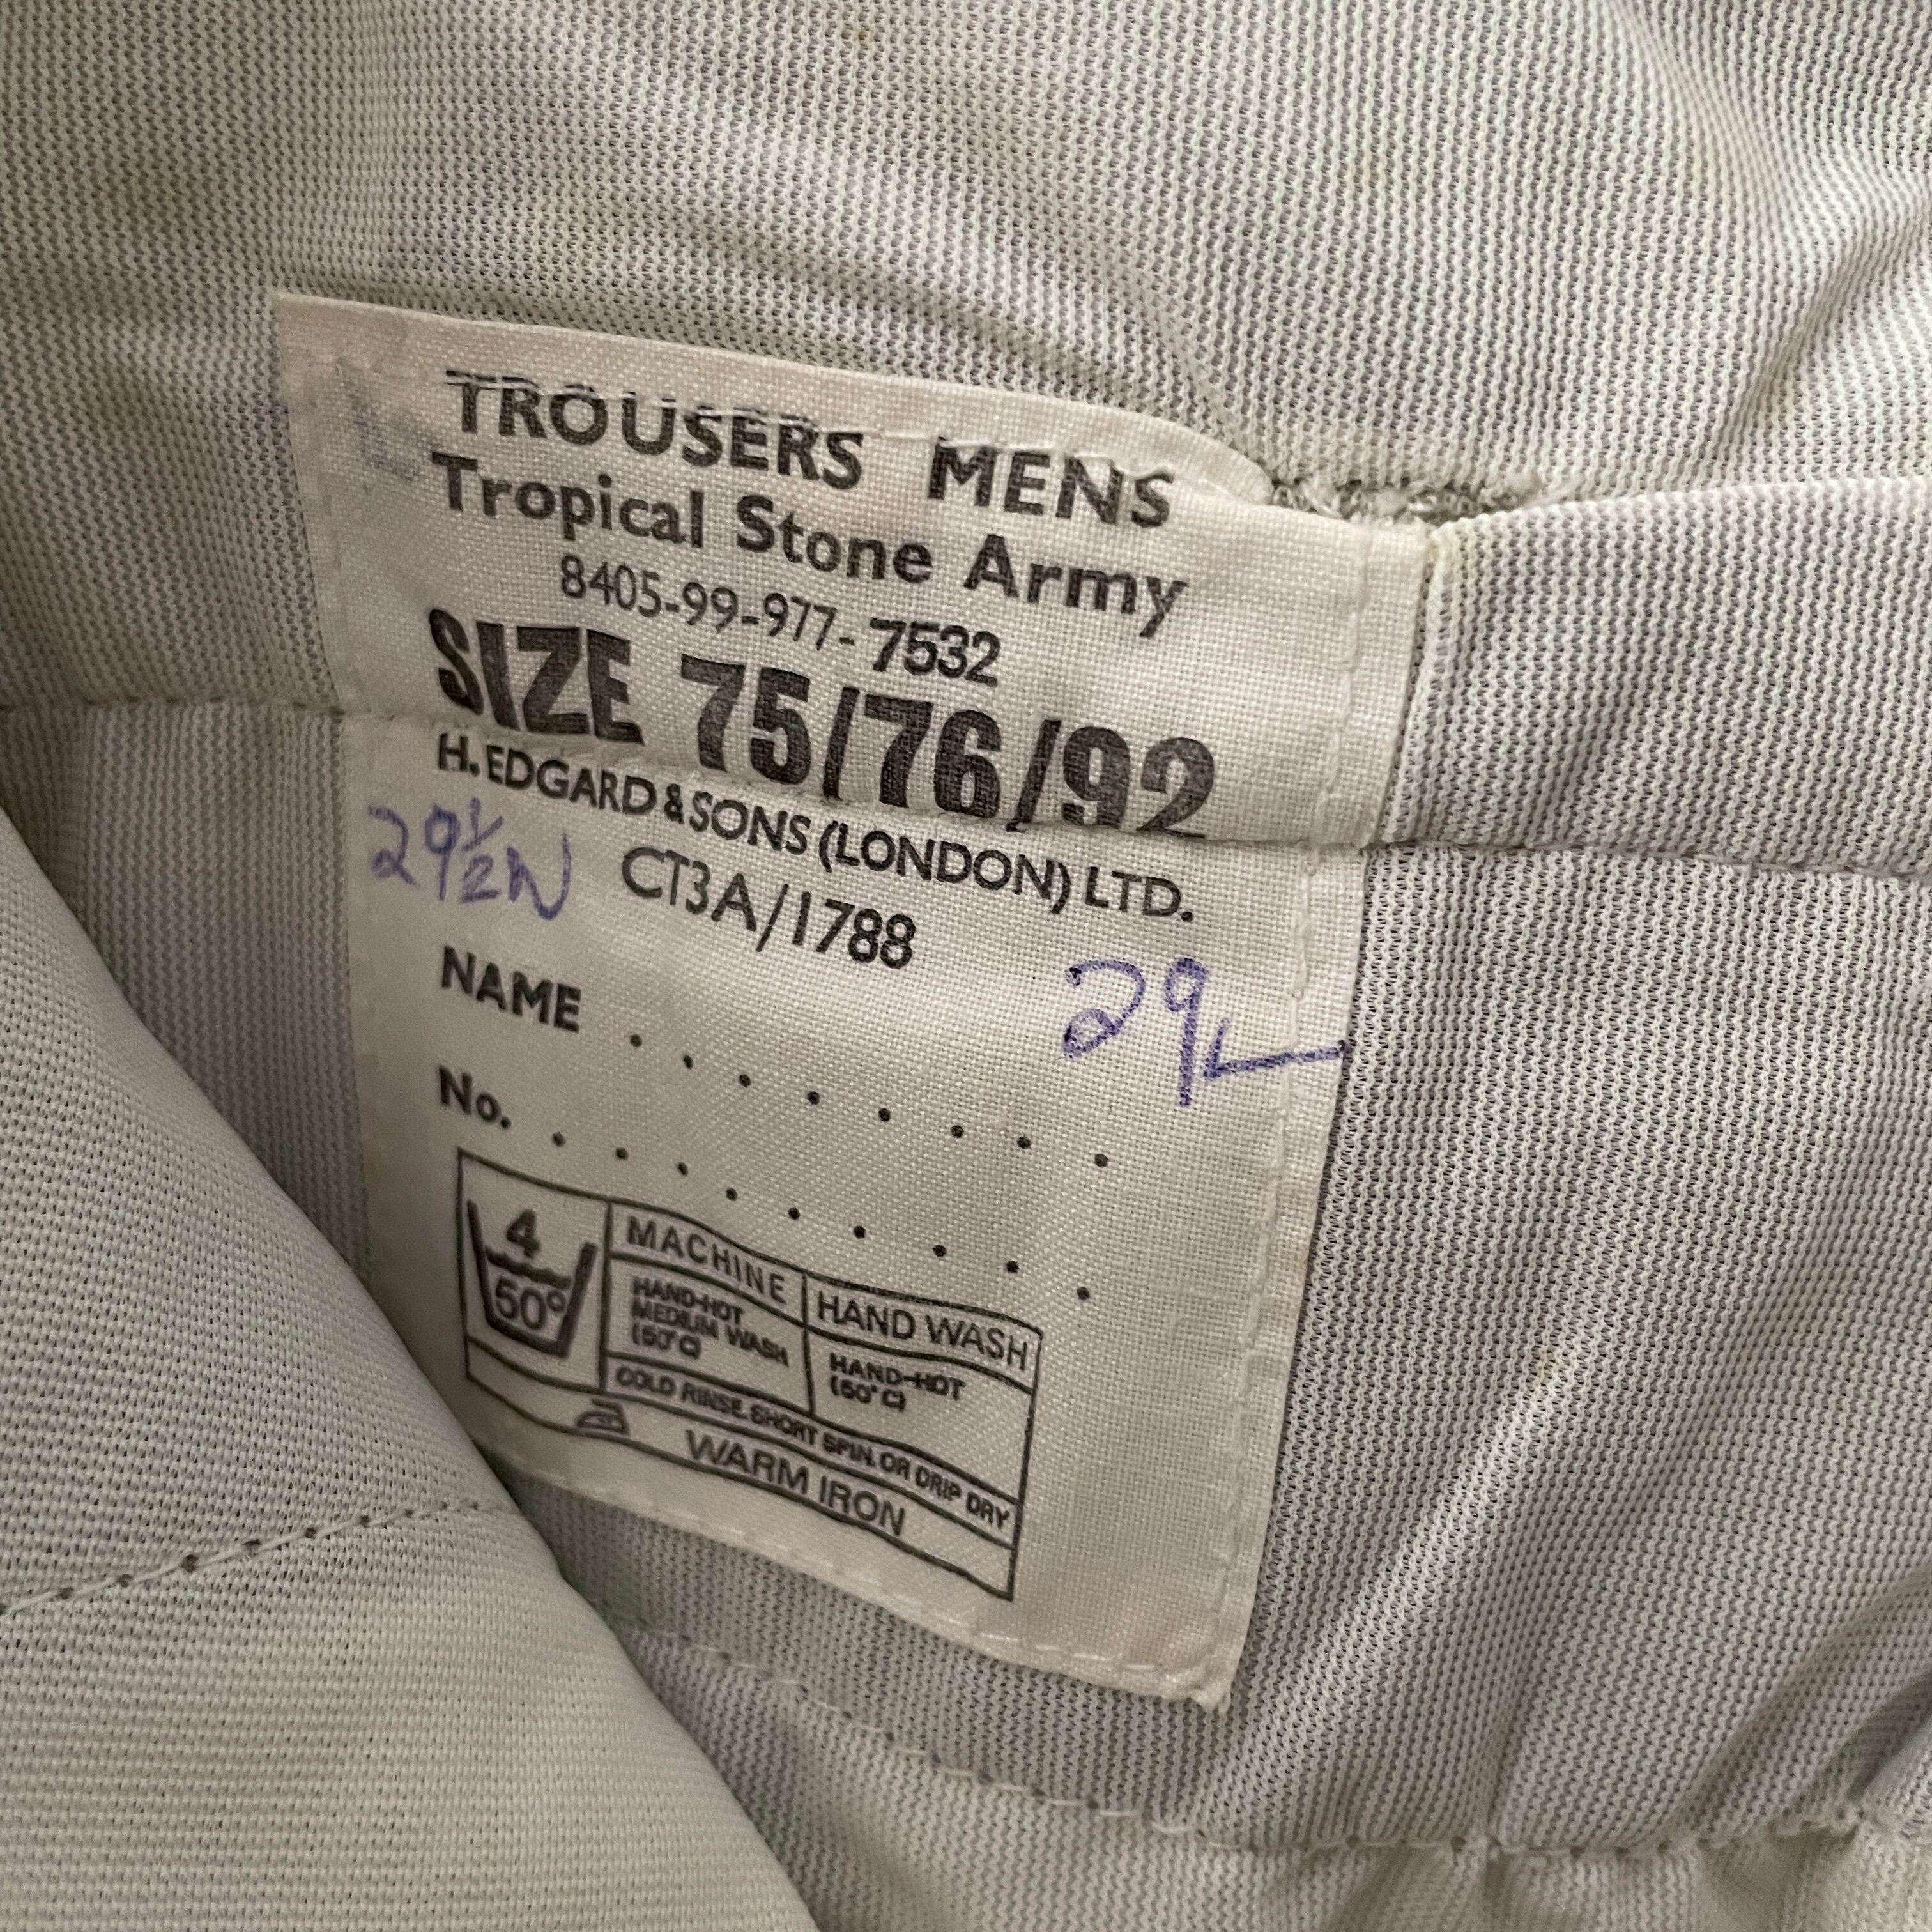 TROUSERS MENS
Tropical Stone Army
8405-99-977-7532
SIZE 75/76/92
H. EDGARD & SONS (LONDON) LTD.
29½
CT3A/1788
29
NAME . . . . . . . .
No. . . . . . . . . .
4
50°
MACHINE
HAND-HOT
MEDIUM WASH
(50°C)
HAND WASH
HAND-HOT
(50°C)
COLD RINSE. SHORT SPIN. OR DRIP DRY
WARM IRON